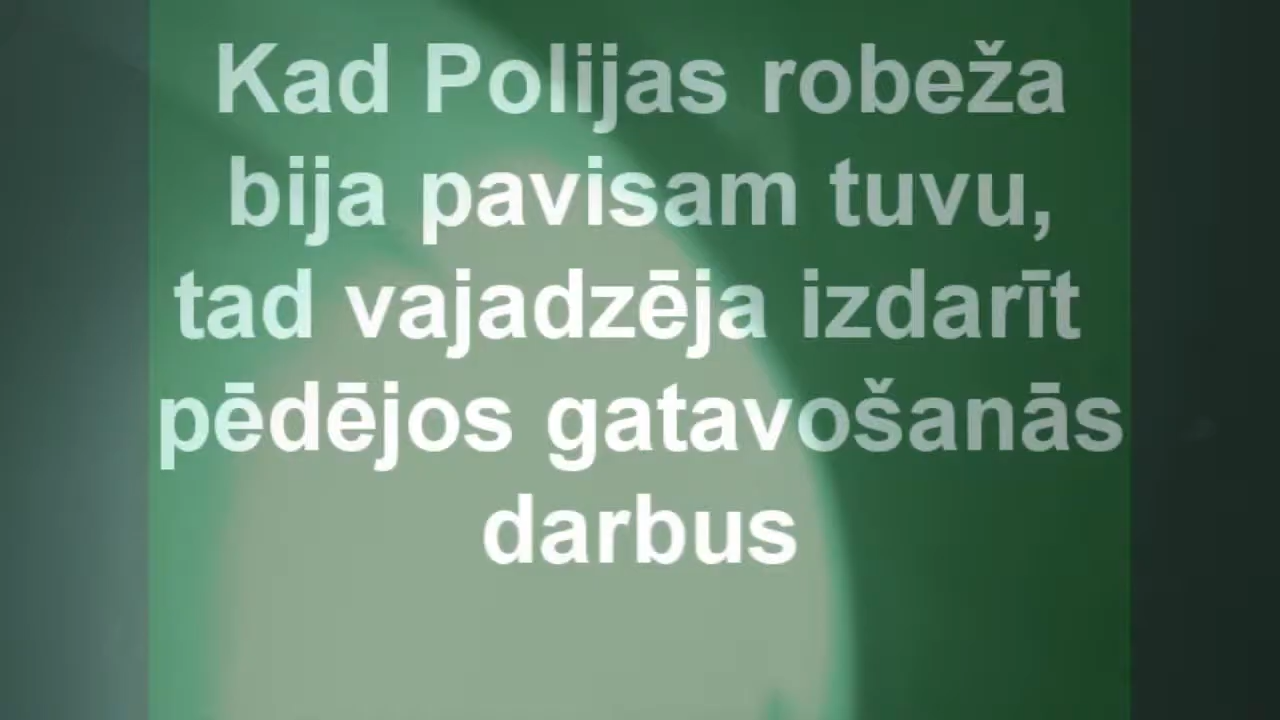 Kad Polijas robeža
bija pavisam tuvu,
tad vajadzēja izdarīt
pēdējos gatavošanās
darbus